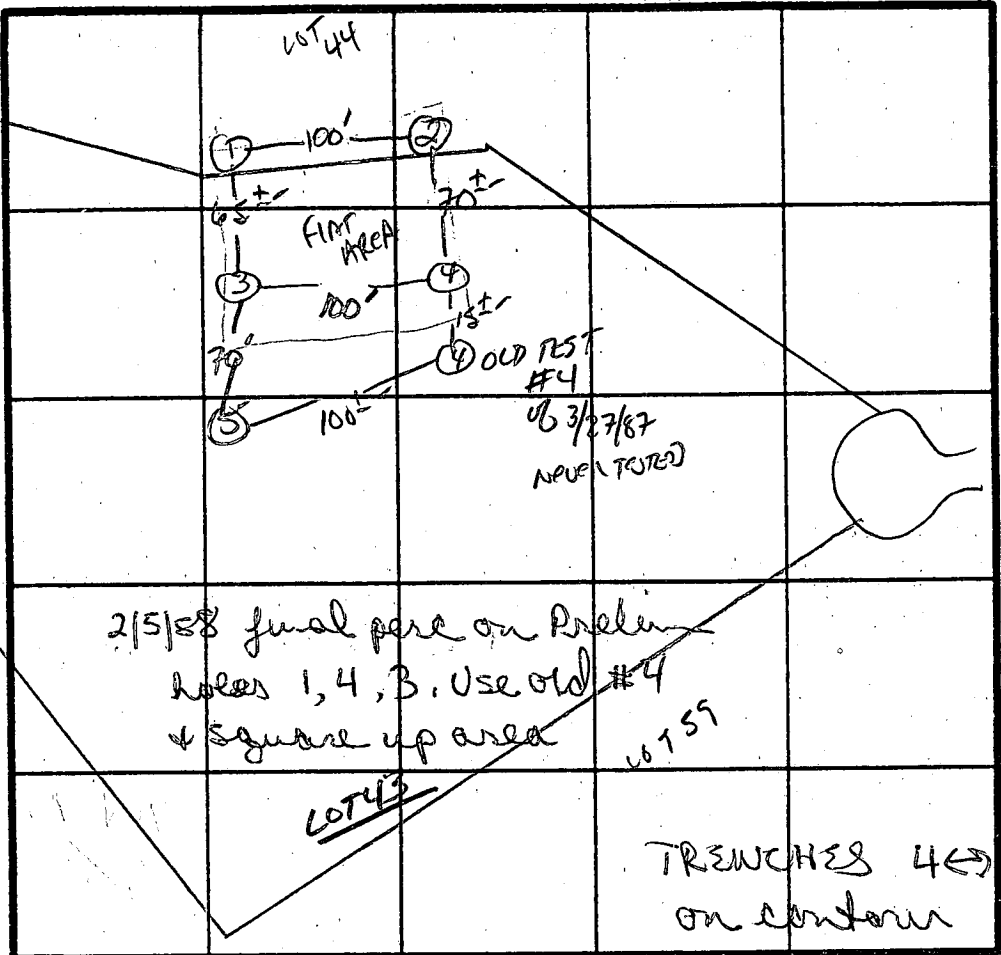 LOT 44
1 100' 2
65± 70±
FLAT
AREA
3 100' 4
15±
70' 4 OLD TEST
#4
3/27/87
5 100±
NEVER TESTED
2/5/88 final perc on Prelim
holes 1, 4, 3. Use old #4
& square up area
LOT 59
LOT 43
TRENCHES 4↔
on contour